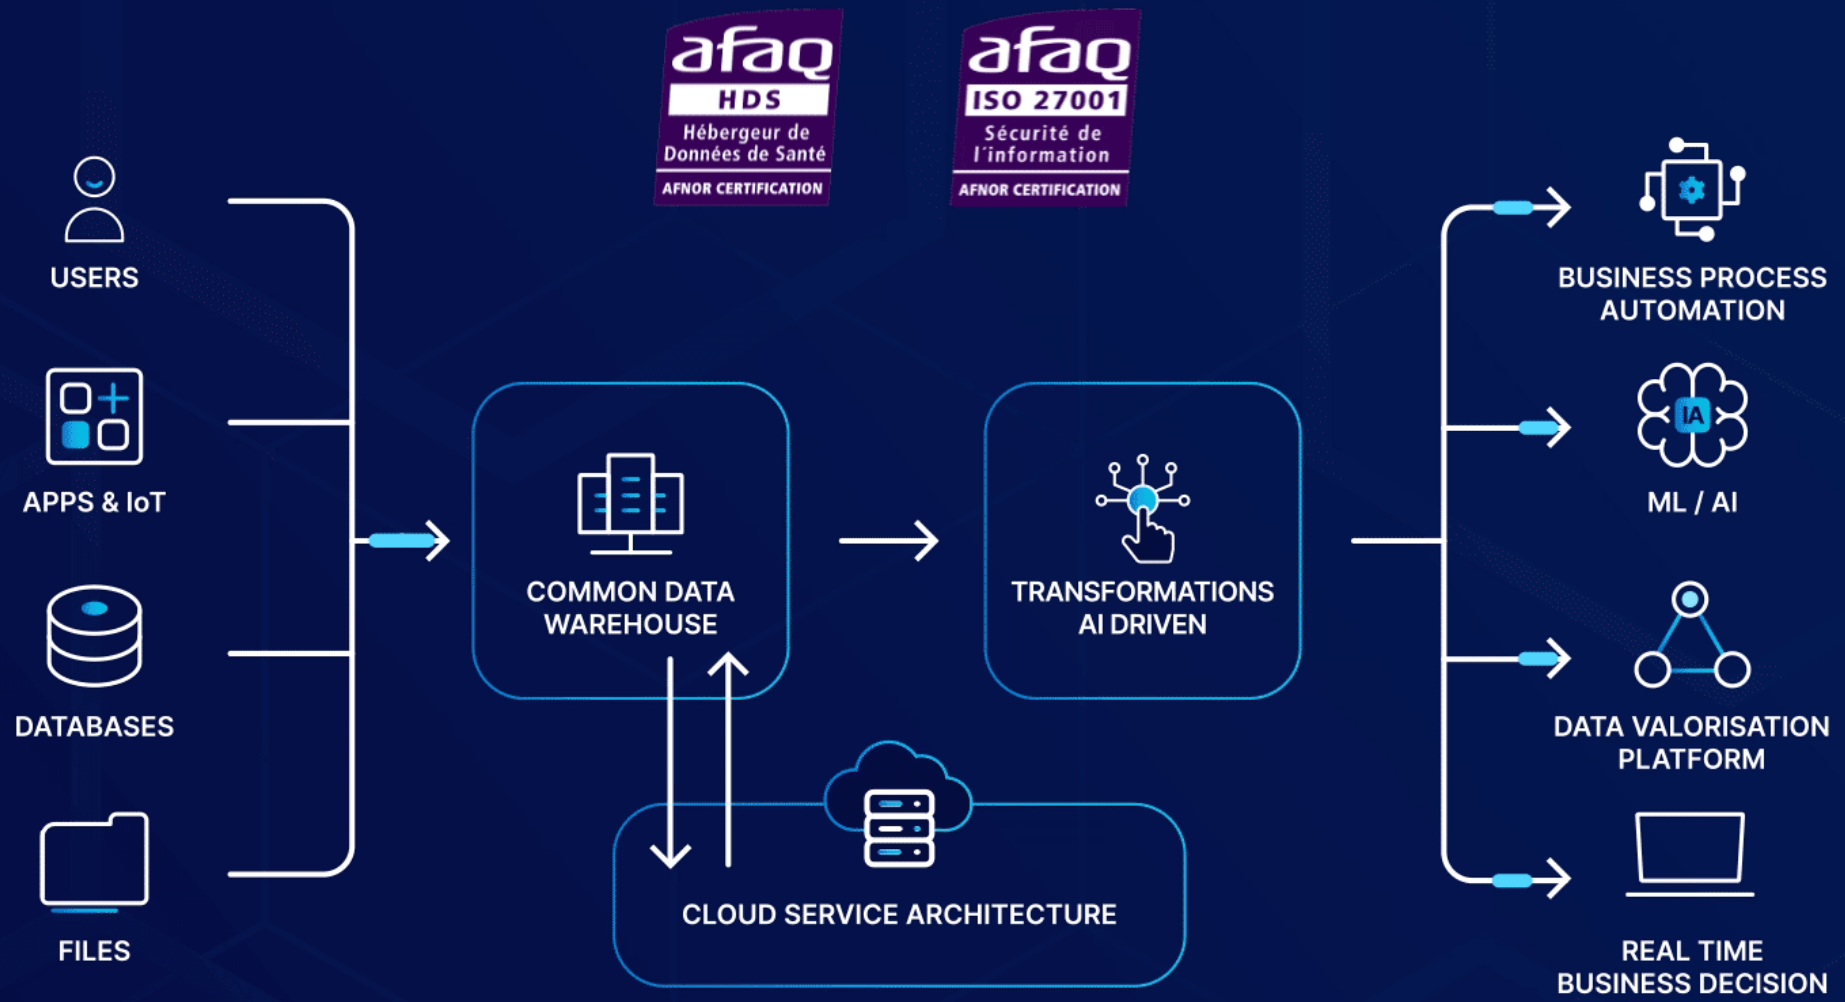 afaq
HDS
Hébergeur de
Données de Santé
AFNOR CERTIFICATION
afaq
ISO 27001
Sécurité de
l'information
AFNOR CERTIFICATION
USERS
APPS & IoT
DATABASES
FILES
COMMON DATA
WAREHOUSE
TRANSFORMATIONS
AI DRIVEN
CLOUD SERVICE ARCHITECTURE
BUSINESS PROCESS
AUTOMATION
IA
ML / AI
DATA VALORISATION
PLATFORM
REAL TIME
BUSINESS DECISION